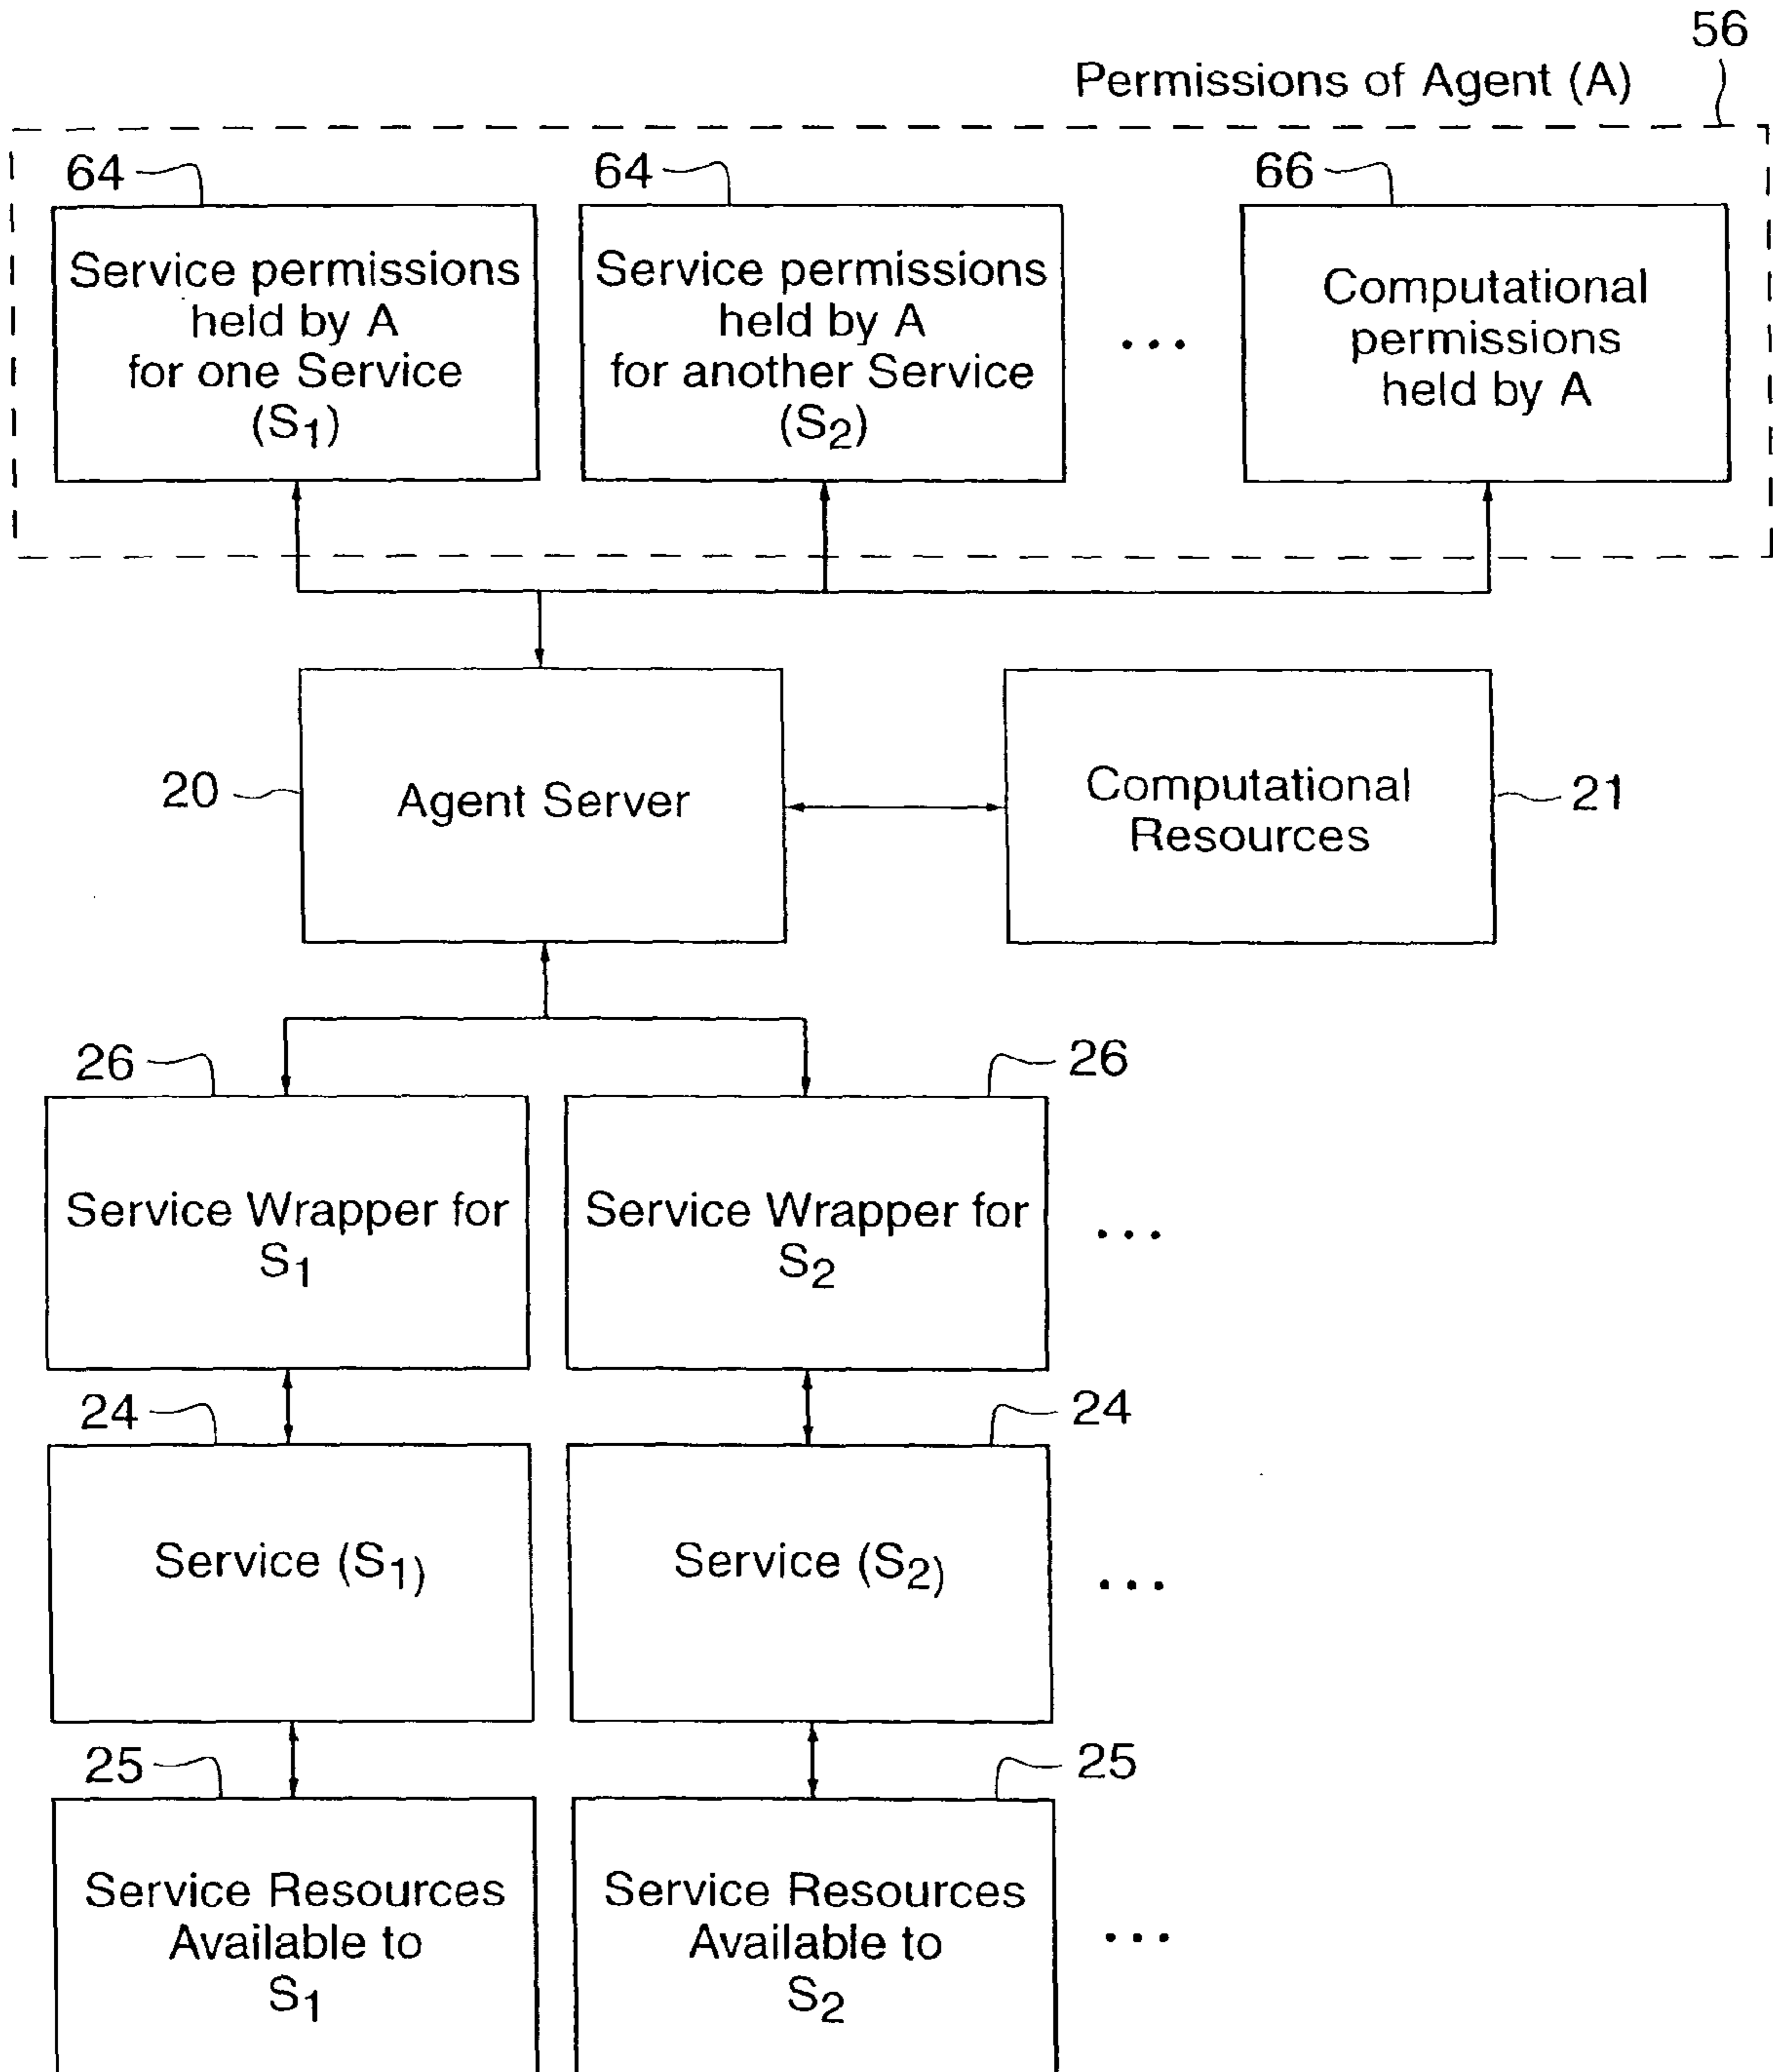 56
Permissions of Agent (A)
64
64
66
Service permissions
held by A
for one Service
(S1)
Service permissions
held by A
for another Service
(S2)
...
Computational
permissions
held by A
20
Agent Server
Computational
Resources
21
26
26
Service Wrapper for
S1
Service Wrapper for
S2
...
24
24
Service (S1)
Service (S2)
...
25
25
Service Resources
Available to
S1
Service Resources
Available to
S2
...